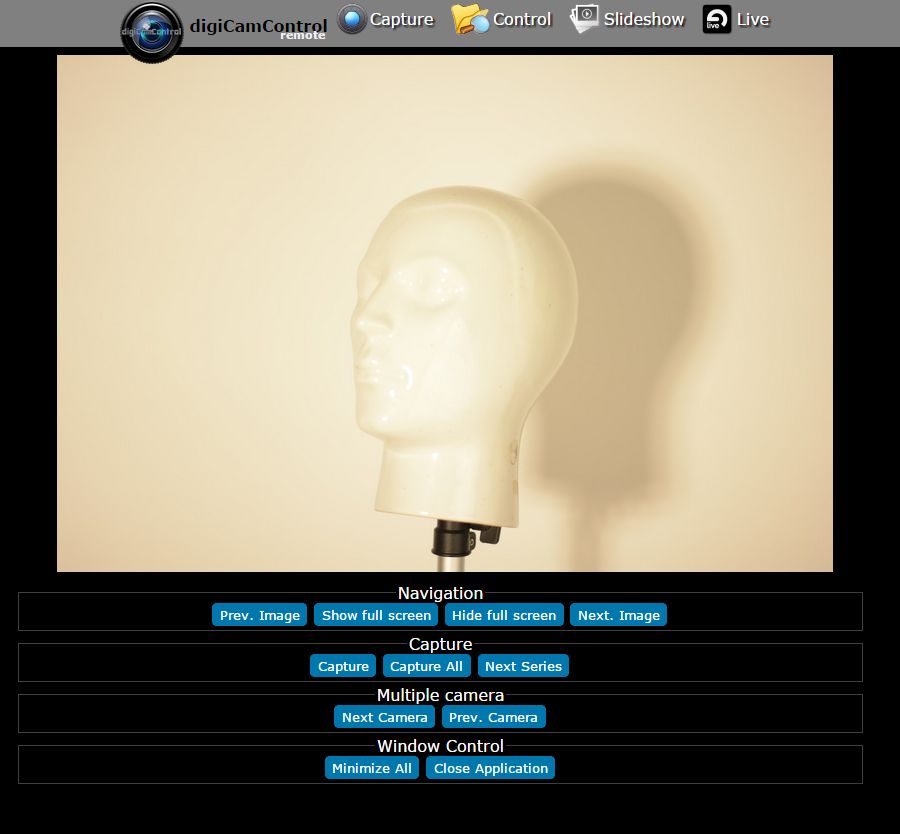 digiCamControl
digiCamControl
remote
Capture
Control
Slideshow
live
Live
Navigation
Prev. Image Show full screen Hide full screen Next. Image
Capture
Capture Capture All Next Series
Multiple camera
Next Camera Prev. Camera
Window Control
Minimize All Close Application